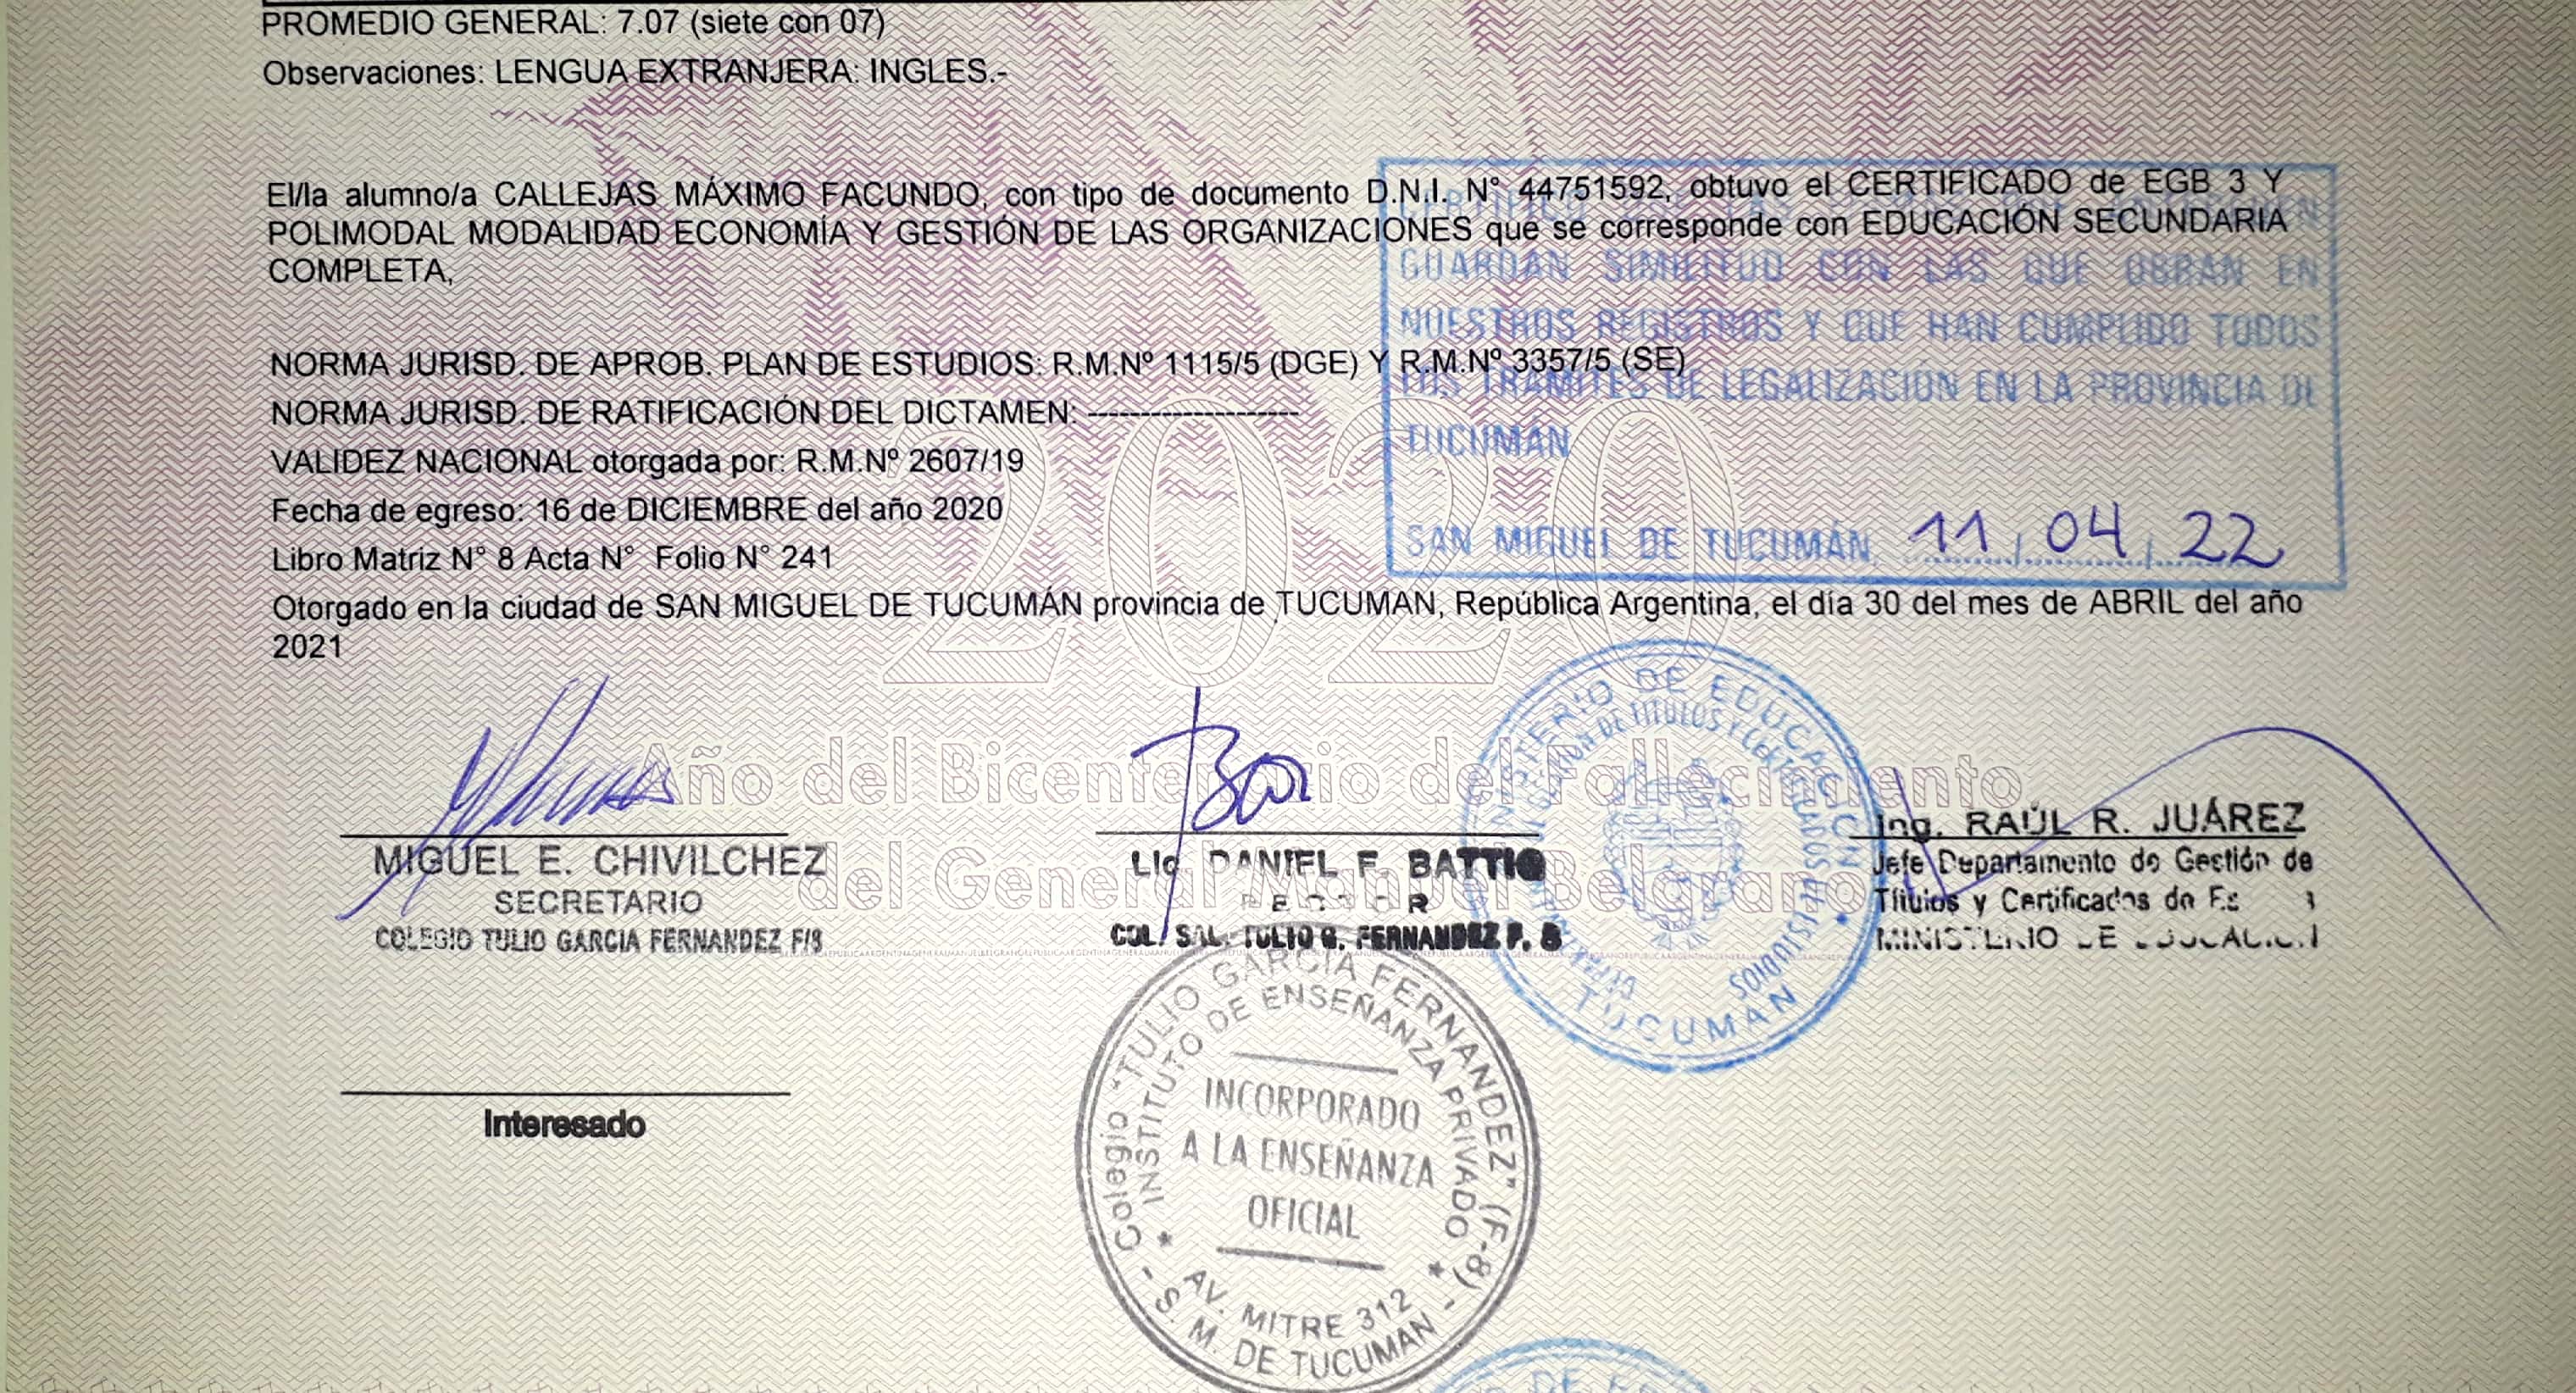 PROMEDIO GENERAL: 7.07 (siete con 07)
Observaciones: LENGUA EXTRANJERA: INGLES.-
El/la alumno/a CALLEJAS MÁXIMO FACUNDO, con tipo de documento D.N.I. N° 44751592, obtuvo el CERTIFICADO de EGB 3 Y
POLIMODAL MODALIDAD ECONOMÍA Y GESTIÓN DE LAS ORGANIZACIONES que se corresponde con EDUCACIÓN SECUNDARIA
COMPLETA,
GUARDAN SIMILITUD CON LAS QUE OBRAN EN
NUESTROS REGISTROS Y QUE HAN CUMPLIDO TODOS
LOS TRAMITES DE LEGALIZACION EN LA PROVINCIA DE
TUCUMÁN
SAN MIGUEL DE TUCUMÁN, 11/04/22
NORMA JURISD. DE APROB. PLAN DE ESTUDIOS: R.M.Nº 1115/5 (DGE) Y R.M.Nº 3357/5 (SE)
NORMA JURISD. DE RATIFICACIÓN DEL DICTAMEN: --------------------
VALIDEZ NACIONAL otorgada por: R.M.Nº 2607/19
Fecha de egreso: 16 de DICIEMBRE del año 2020
Libro Matriz N° 8 Acta N° Folio N° 241
Otorgado en la ciudad de SAN MIGUEL DE TUCUMÁN provincia de TUCUMAN, República Argentina, el día 30 del mes de ABRIL del año
2021
2020
Año del Bicentenario del Fallecimiento
del General Manuel Belgrano
MIGUEL E. CHIVILCHEZ
SECRETARIO
COLEGIO TULIO GARCIA FERNANDEZ F/8
Lic DANIEL F. BATTIG
RECTOR
COL. SAL. TULIO G. FERNANDEZ F. 8
MINISTERIO DE EDUCACIÓN
TUCUMAN
Ing. RAÚL R. JUÁREZ
Jefe Departamento de Gestión de
Títulos y Certificados de Es
MINISTERIO DE EDUCACIÓN
Interesado
Colegio "TULIO GARCIA FERNANDEZ" (F-8)
INSTITUTO DE ENSEÑANZA PRIVADO
INCORPORADO
A LA ENSEÑANZA
OFICIAL
AV. MITRE 312
- S. M. DE TUCUMAN -